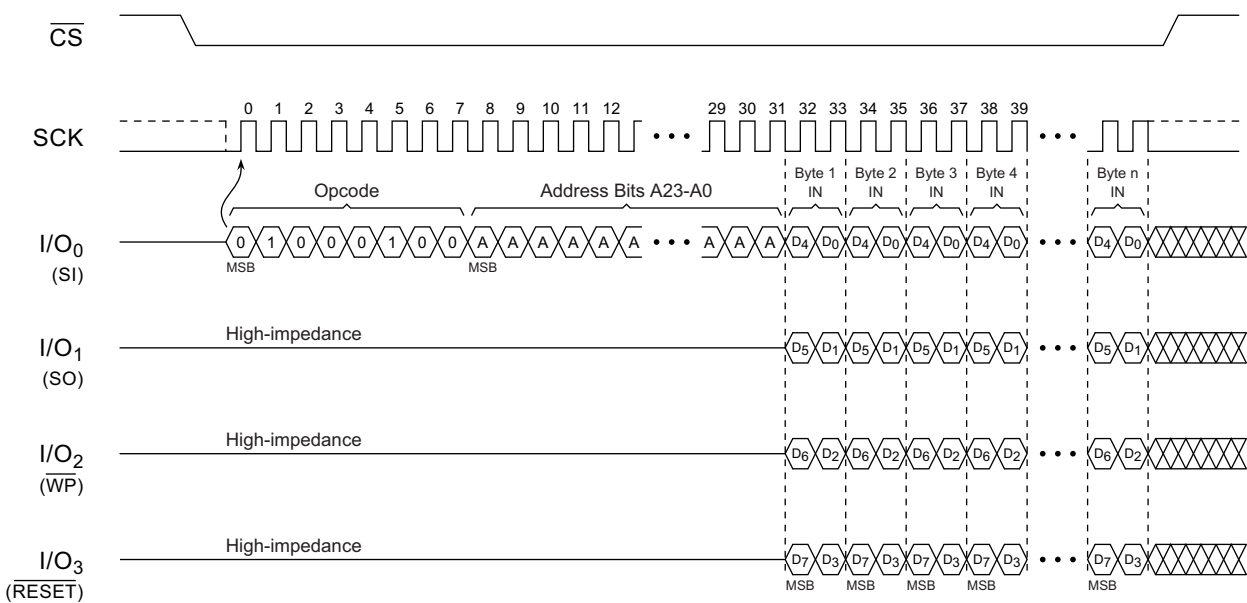 CS
SCK
0 1 2 3 4 5 6 7 8 9 10 11 12 29 30 31 32 33 34 35 36 37 38 39
Opcode
Address Bits A23-A0
Byte 1 IN
Byte 2 IN
Byte 3 IN
Byte 4 IN
Byte n IN
I/O0 (SI)
0 1 0 0 0 1 0 0 A A A A A A A A A D4 D0 D4 D0 D4 D0 D4 D0 D4 D0
MSB MSB
I/O1 (SO)
High-impedance
D5 D1 D5 D1 D5 D1 D5 D1 D5 D1
I/O2 (WP)
High-impedance
D6 D2 D6 D2 D6 D2 D6 D2 D6 D2
I/O3 (RESET)
High-impedance
D7 D3 D7 D3 D7 D3 D7 D3 D7 D3
MSB MSB MSB MSB MSB